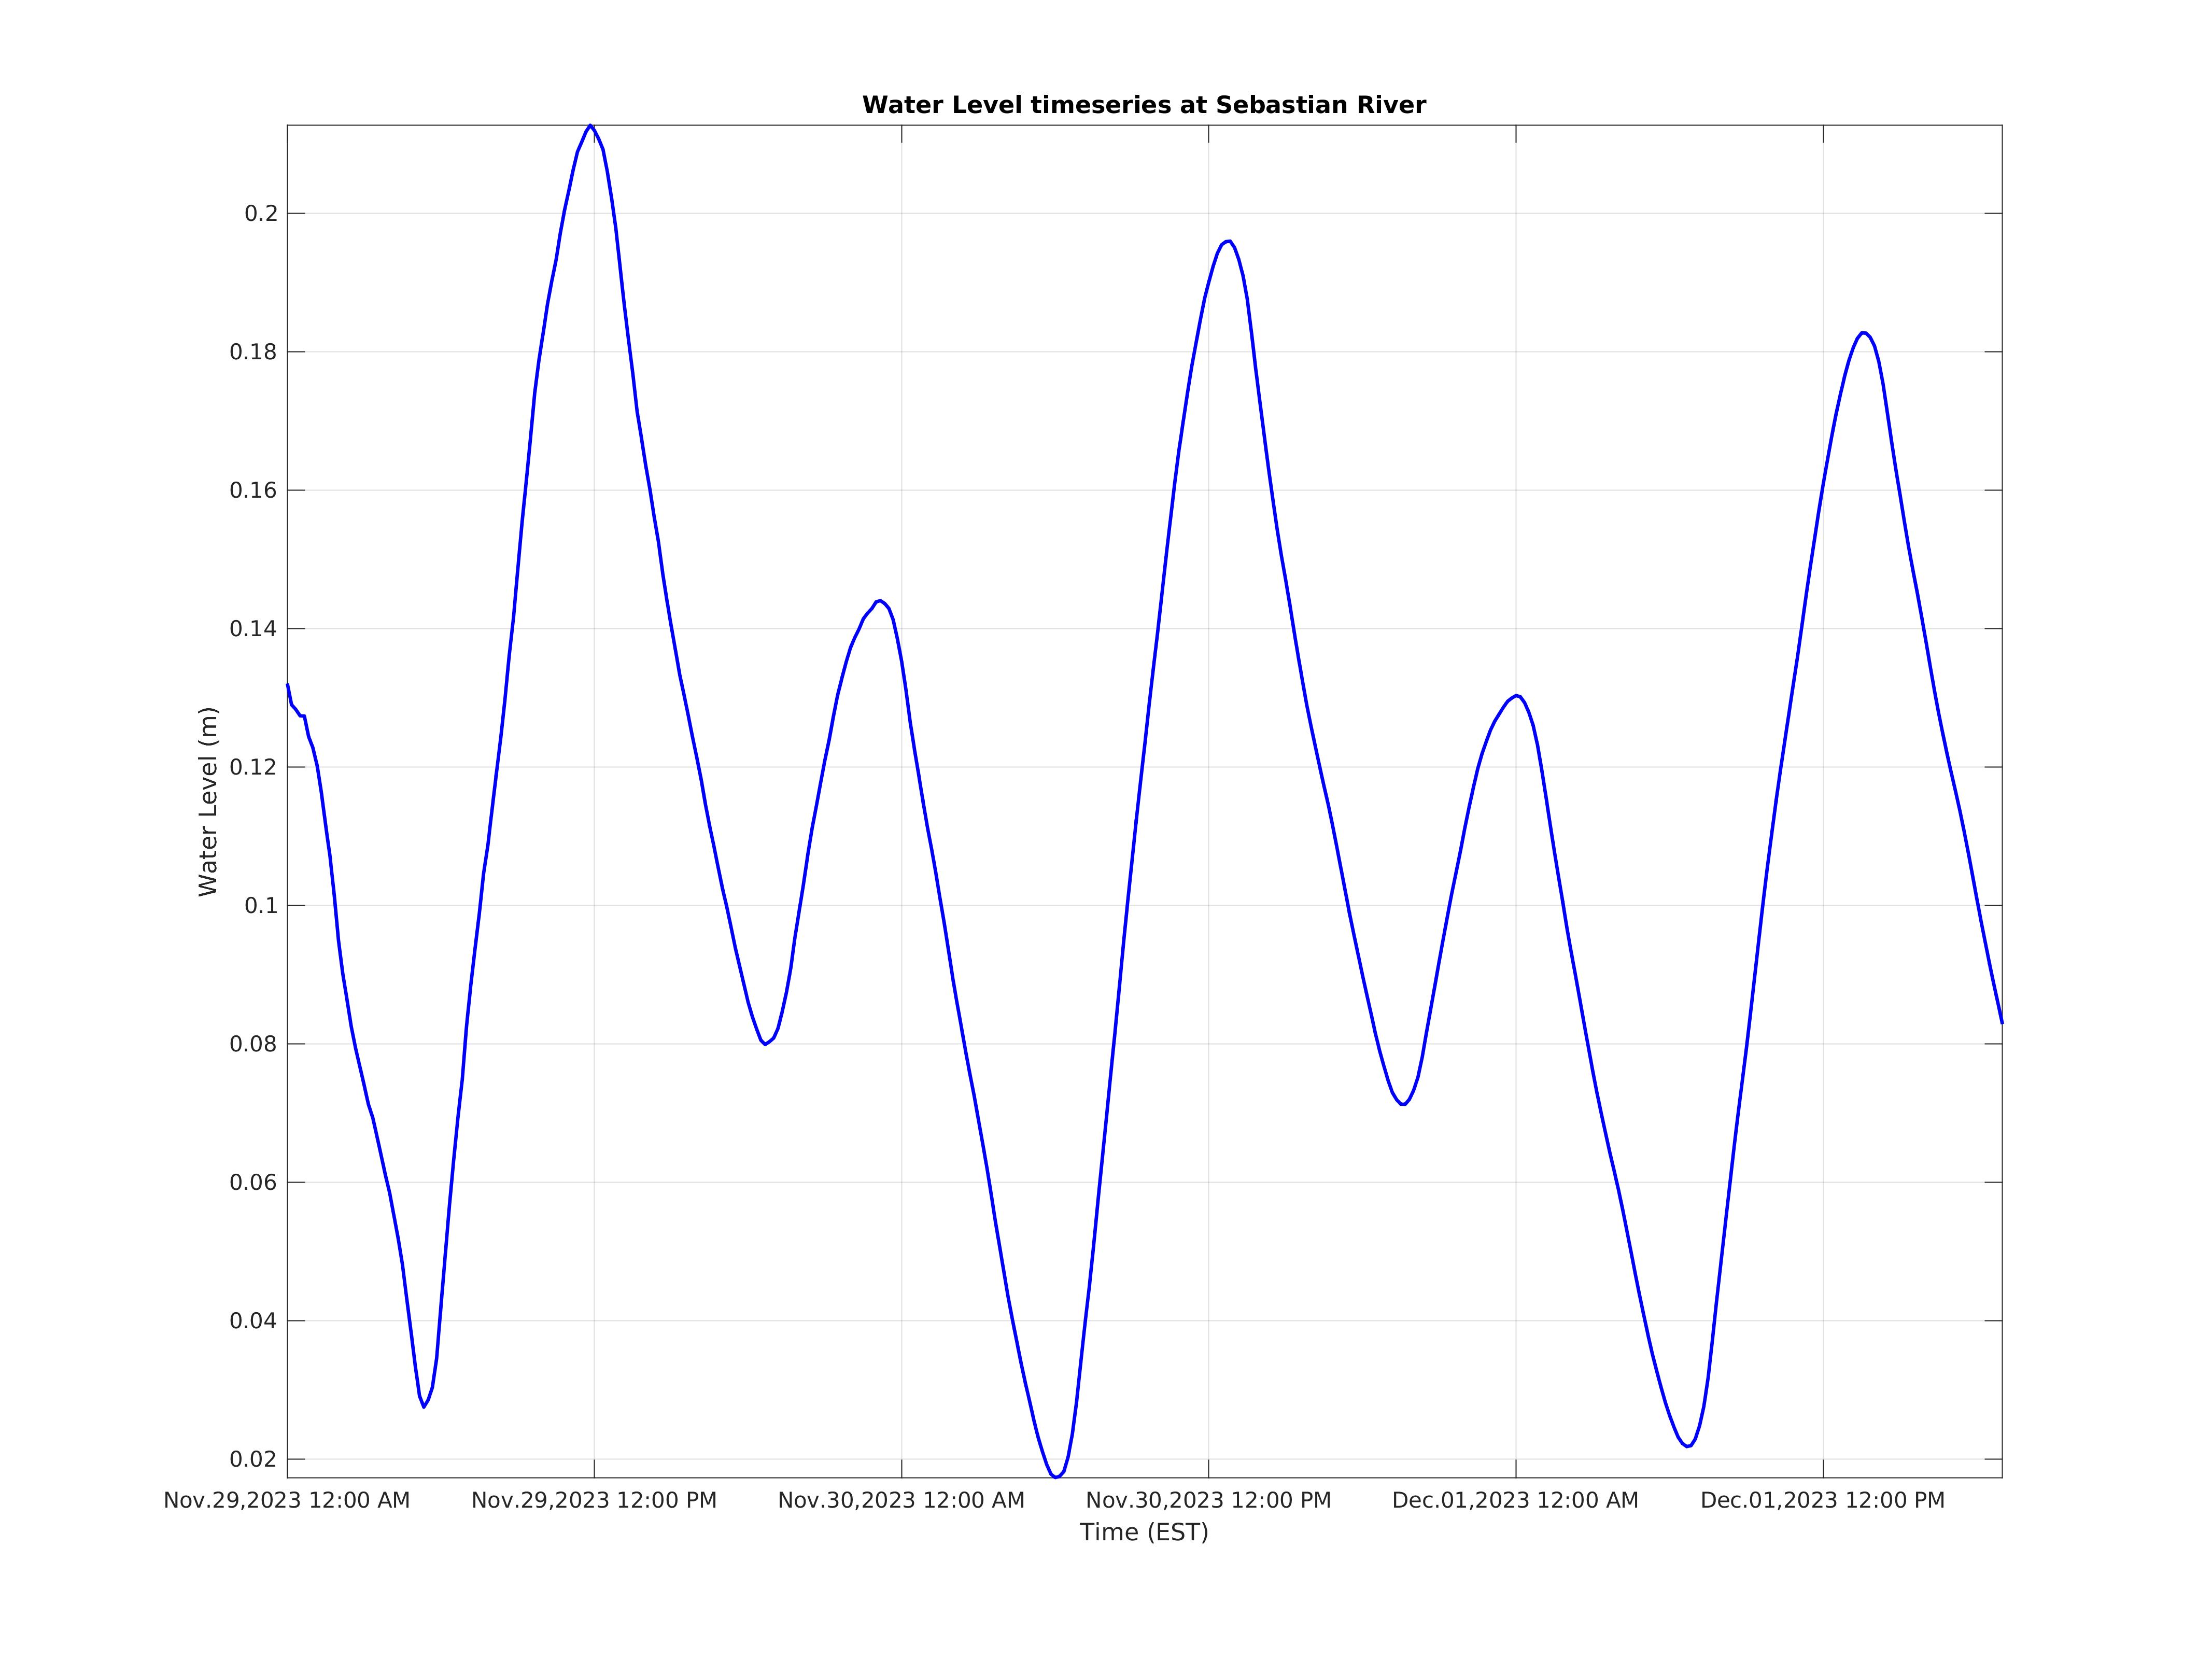 Water Level timeseries at Sebastian River
Water Level (m)
0.2
0.18
0.16
0.14
0.12
0.1
0.08
0.06
0.04
0.02
Nov.29,2023 12:00 AM
Nov.29,2023 12:00 PM
Nov.30,2023 12:00 AM
Nov.30,2023 12:00 PM
Dec.01,2023 12:00 AM
Dec.01,2023 12:00 PM
Time (EST)